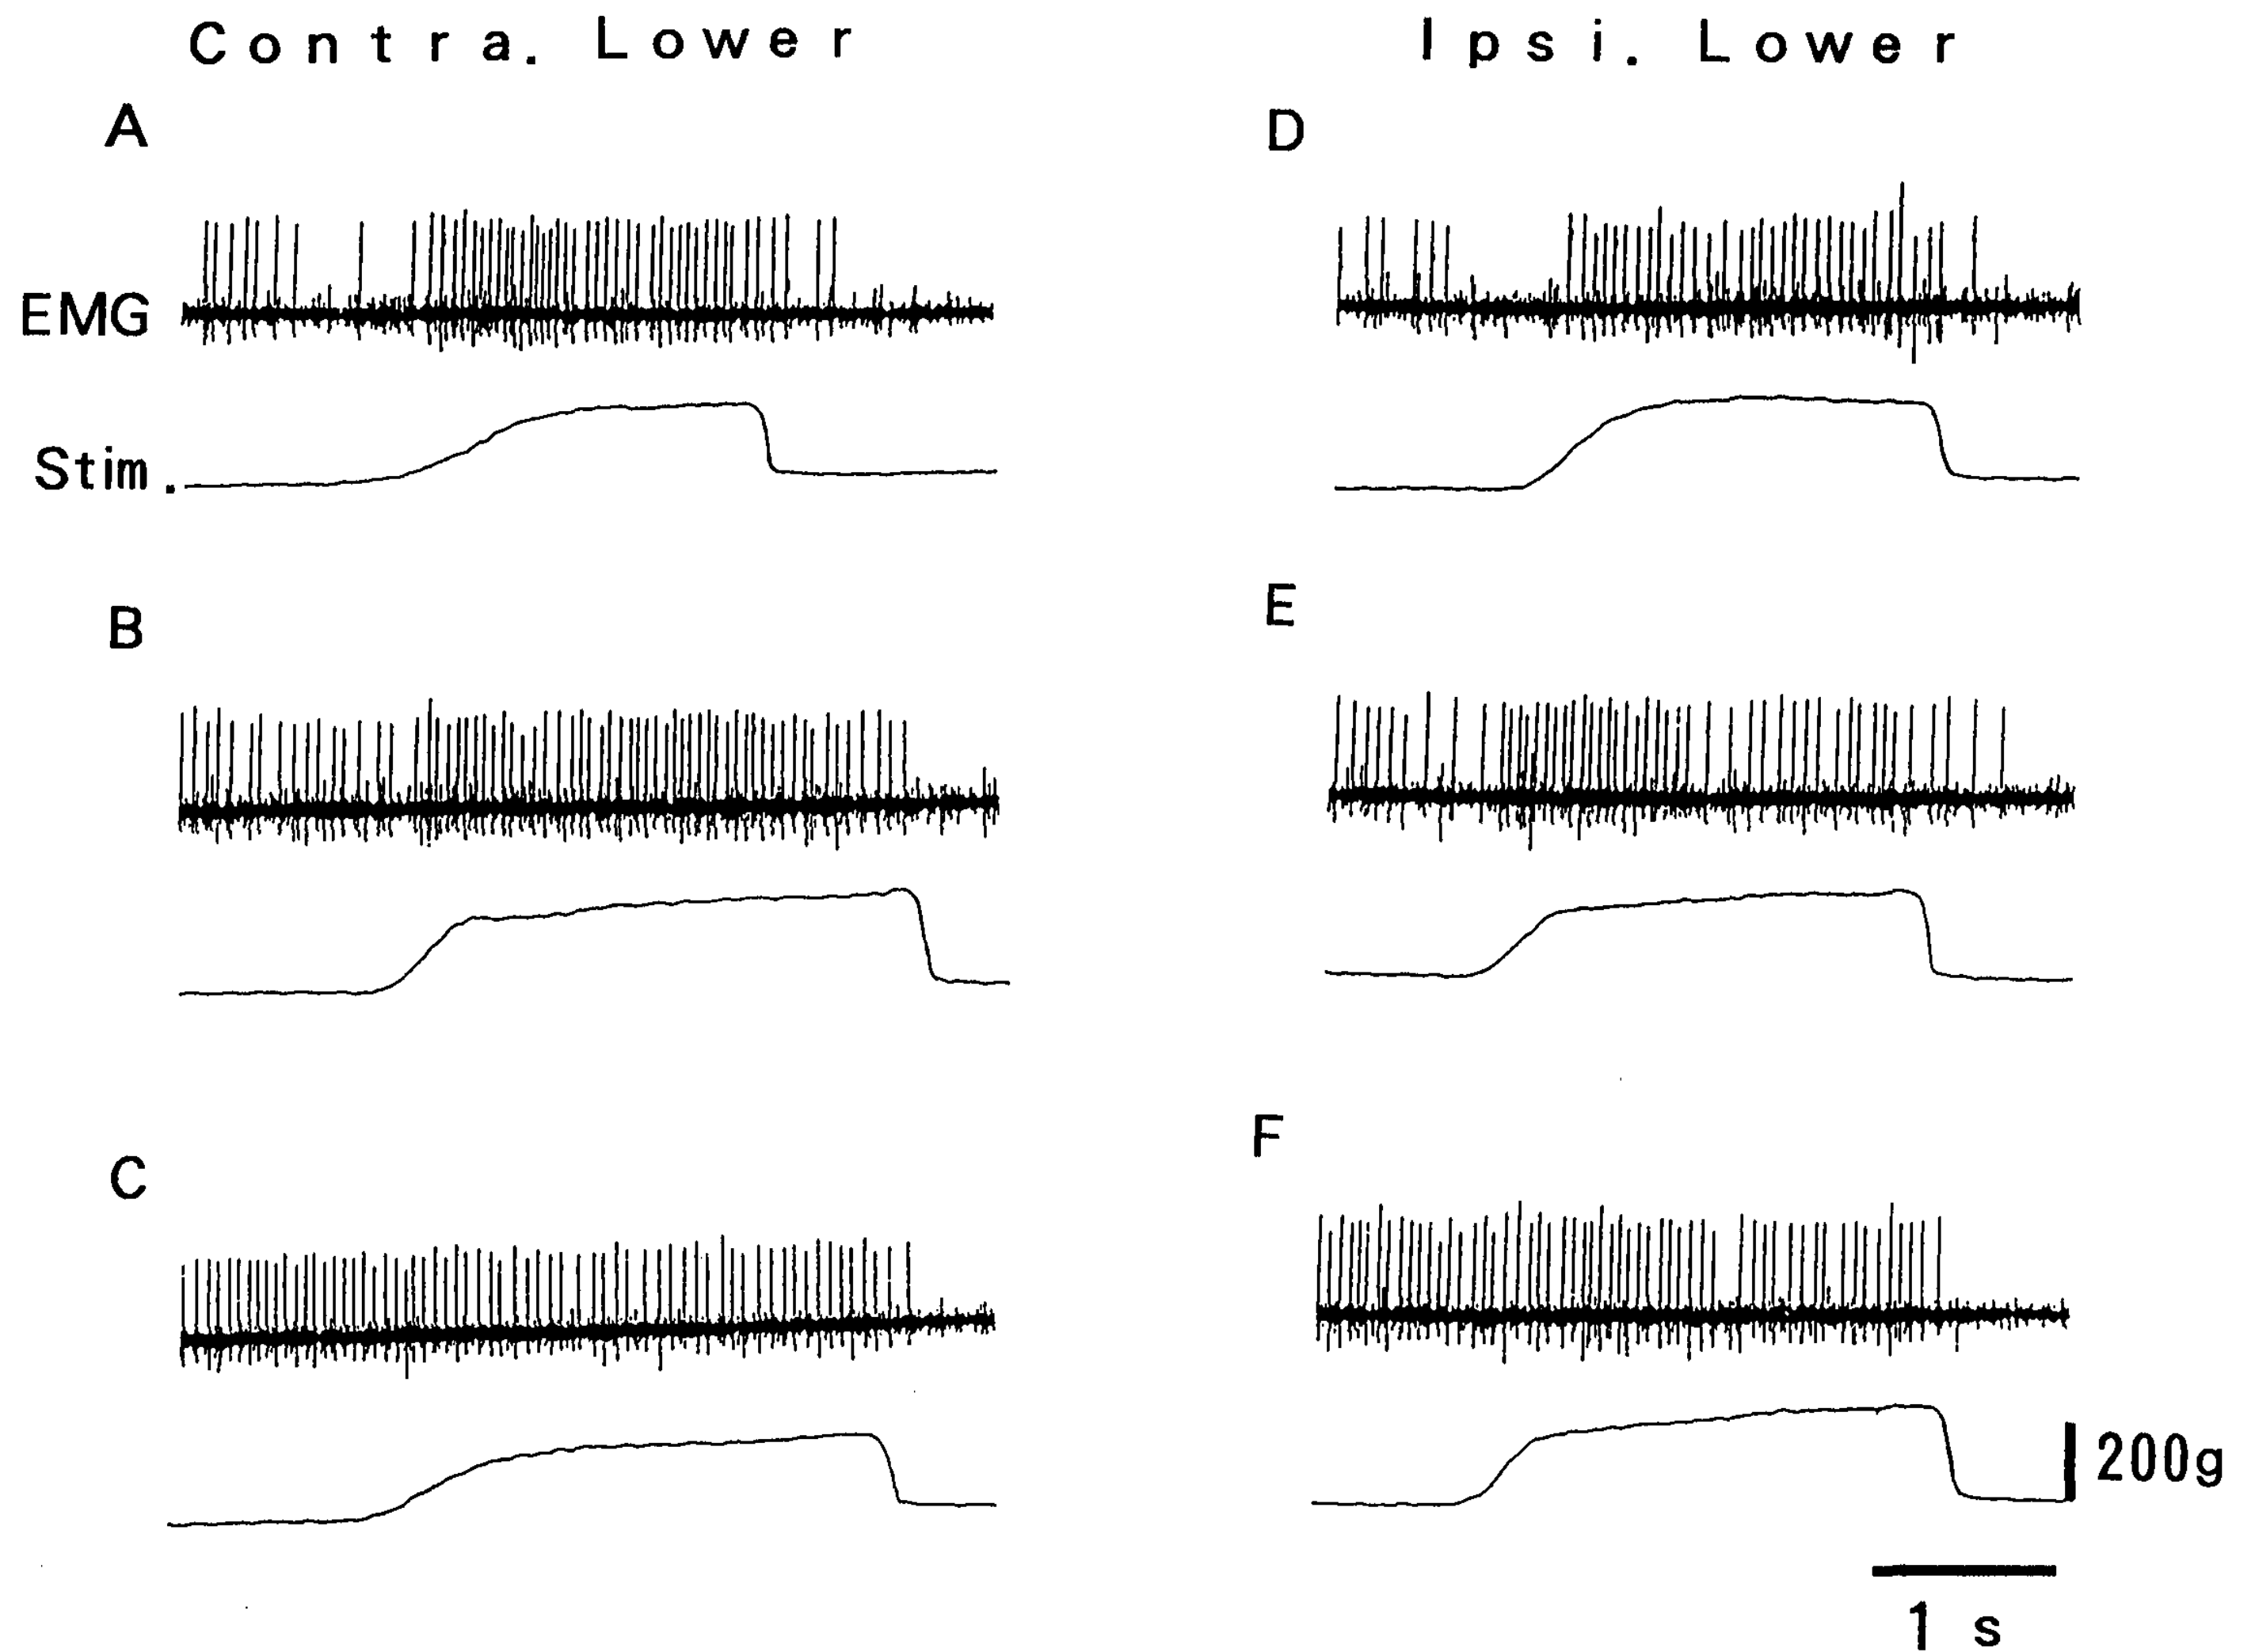 Contra. Lower
Ipsi. Lower
A
D
EMG
Stim.
B
E
C
F
200g
1 s